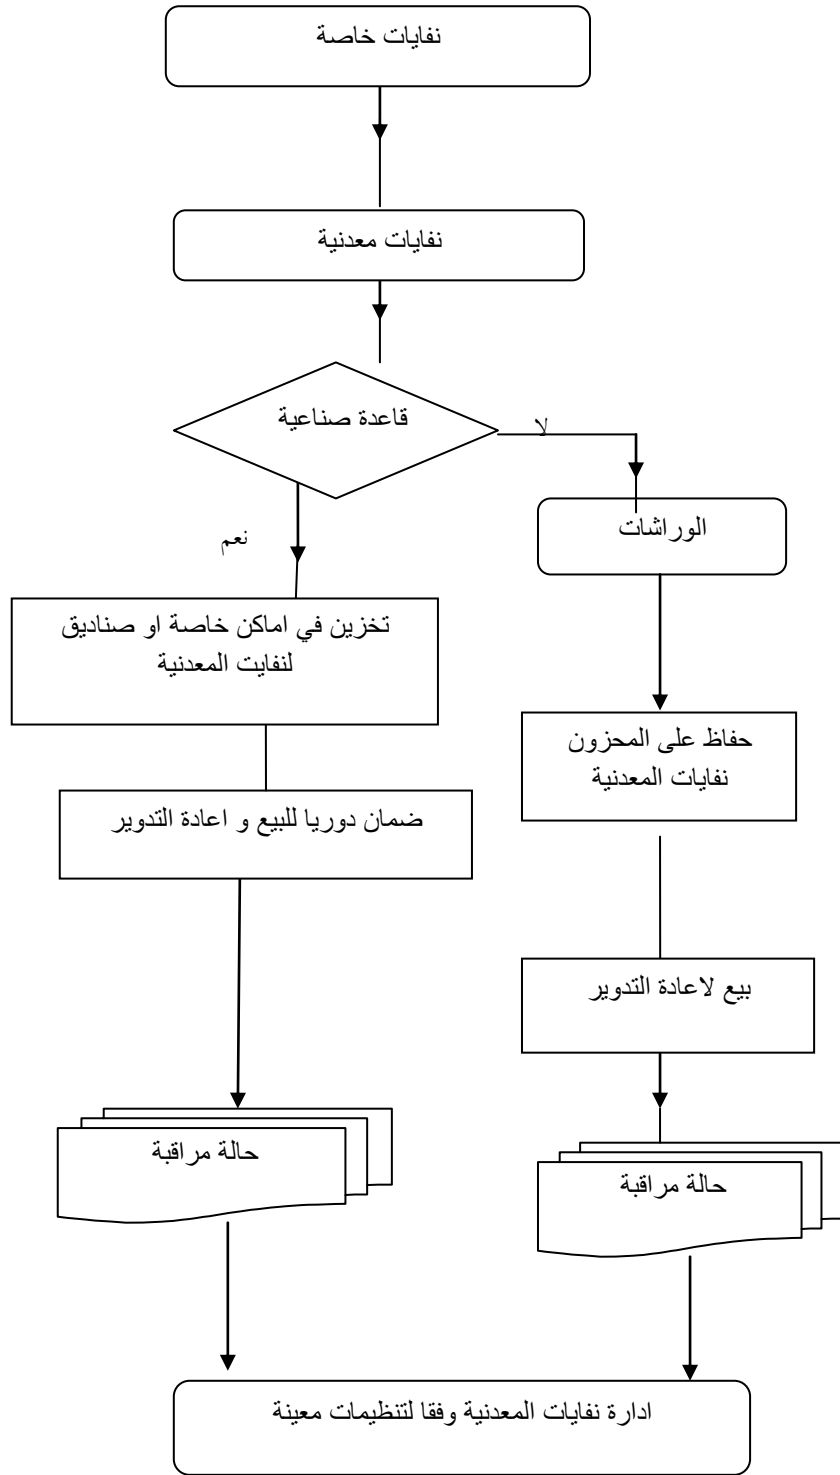 نفايات خاصة
نفايات معدنية
قاعدة صناعية
لا
نعم
الوراشات
تخزين في اماكن خاصة او صناديق
لنفايت المعدنية
حفاظ على المحزون
نفايات المعدنية
ضمان دوريا للبيع و اعادة التدوير
بيع لاعادة التدوير
حالة مراقبة
حالة مراقبة
ادارة نفايات المعدنية وفقا لتنظيمات معينة